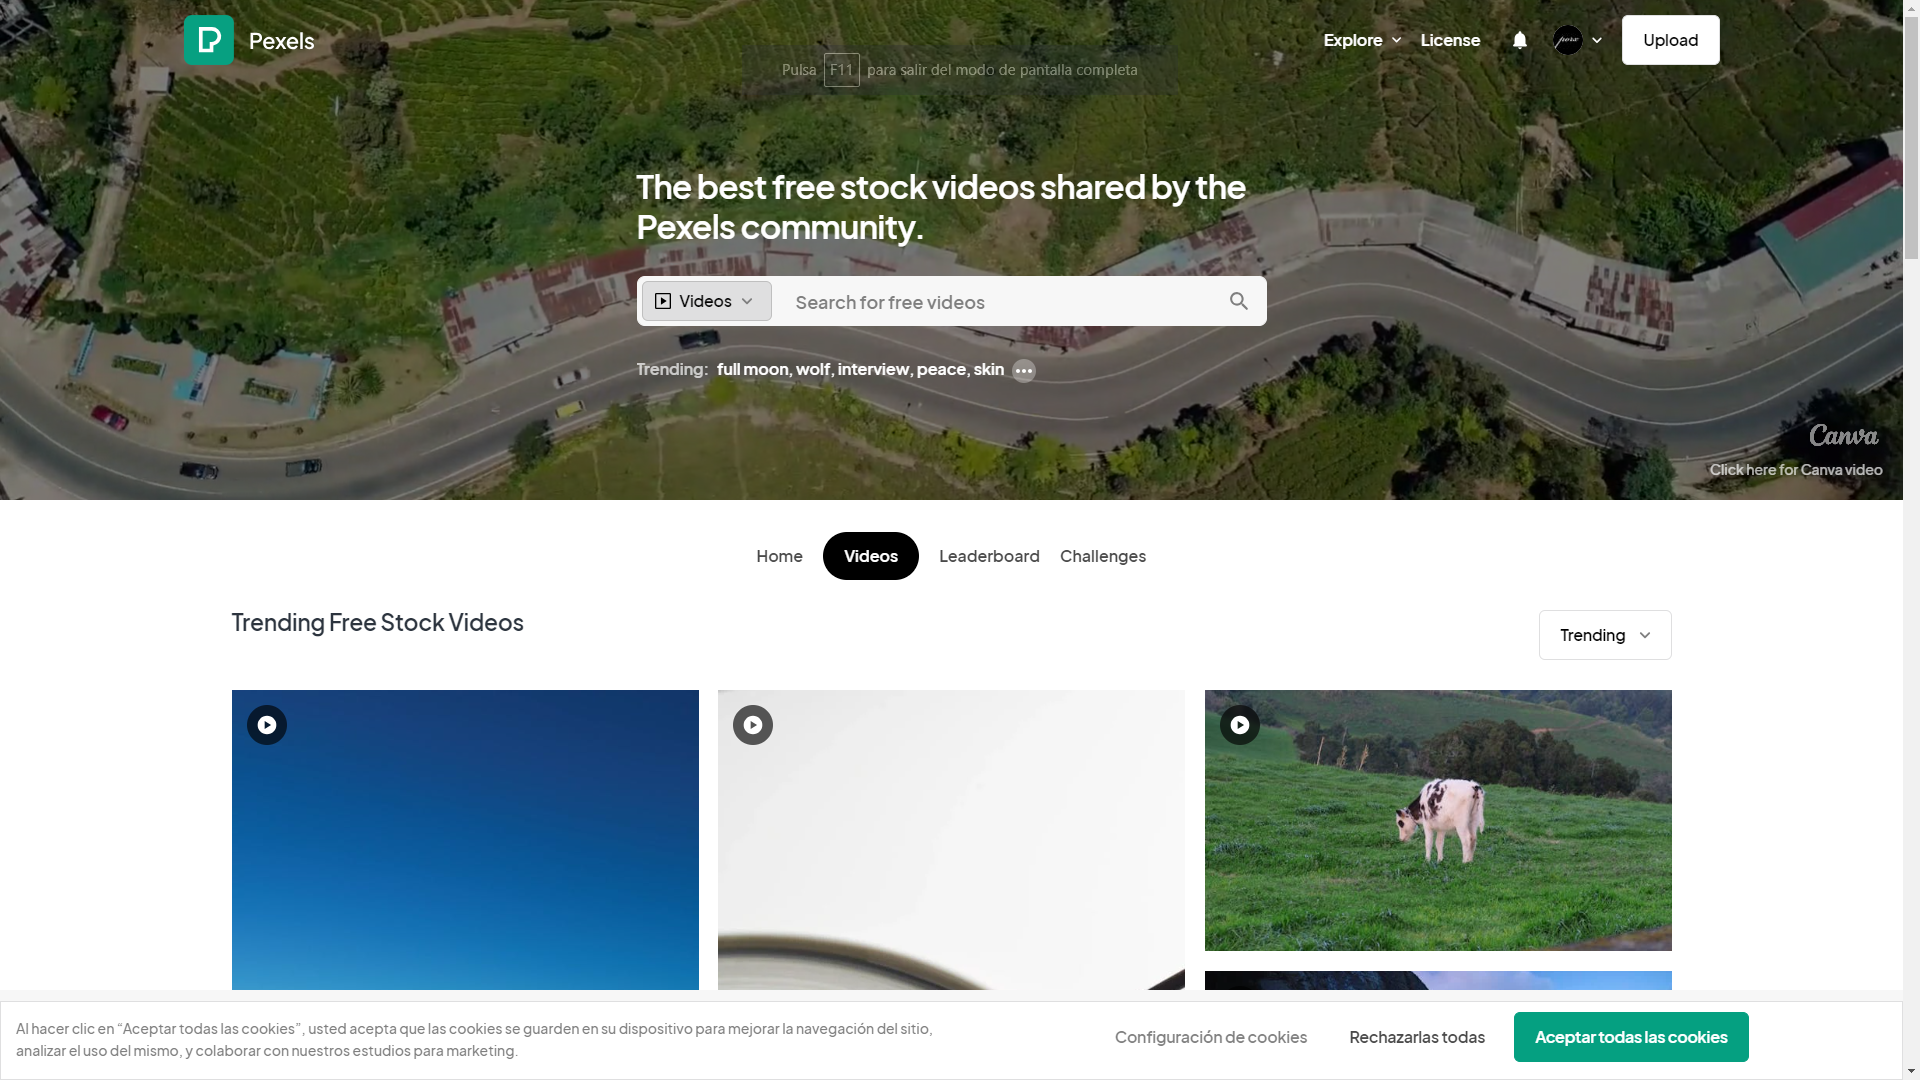 Pexels
Explore
License
Upload
Pulsa F11 para salir del modo de pantalla completa
The best free stock videos shared by the
Pexels community.
Videos
Search for free videos
Trending: full moon, wolf, interview, peace, skin
Canva
Click here for Canva video
Home
Videos
Leaderboard
Challenges
Trending Free Stock Videos
Trending
Al hacer clic en “Aceptar todas las cookies”, usted acepta que las cookies se guarden en su dispositivo para mejorar la navegación del sitio,
analizar el uso del mismo, y colaborar con nuestros estudios para marketing.
Configuración de cookies
Rechazarlas todas
Aceptar todas las cookies